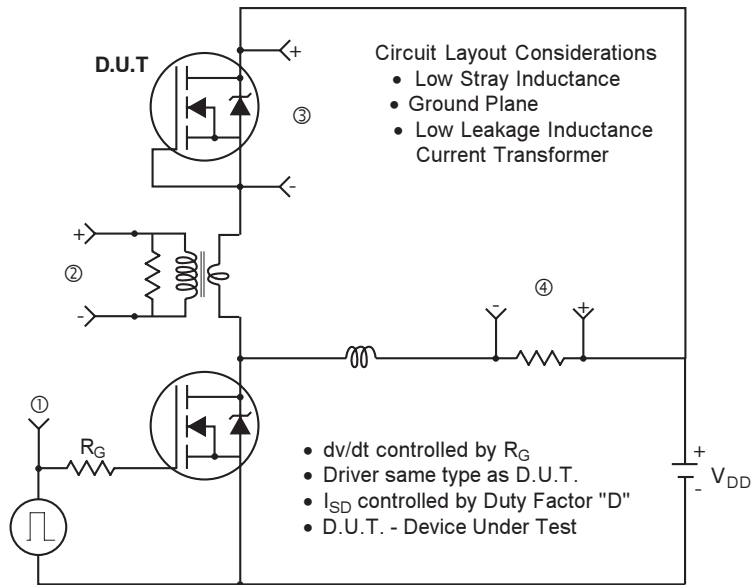 D.U.T
+
③
-
Circuit Layout Considerations
• Low Stray Inductance
• Ground Plane
• Low Leakage Inductance
Current Transformer
+
②
-
④
-
+
①
R_G
• dv/dt controlled by R_G
• Driver same type as D.U.T.
• I_SD controlled by Duty Factor "D"
• D.U.T. - Device Under Test
+
V_DD
-